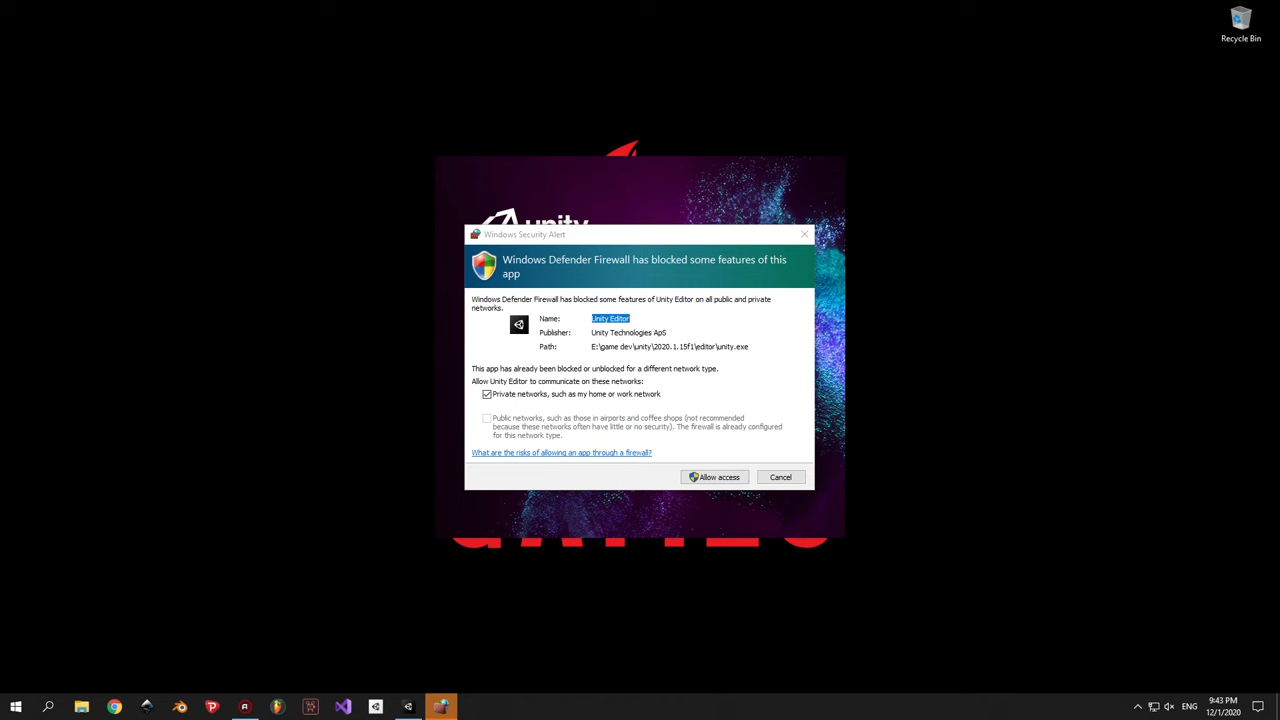 Recycle Bin
unity
Windows Security Alert
Windows Defender Firewall has blocked some features of this
app
Windows Defender Firewall has blocked some features of Unity Editor on all public and private
networks.
Name: Unity Editor
Publisher: Unity Technologies ApS
Path: E:\game dev\unity\2020.1.15f1\editor\unity.exe
This app has already been blocked or unblocked for a different network type.
Allow Unity Editor to communicate on these networks:
Private networks, such as my home or work network
Public networks, such as those in airports and coffee shops (not recommended
because these networks often have little or no security). The firewall is already configured
for this network type.
What are the risks of allowing an app through a firewall?
Allow access Cancel
ENG
9:43 PM
12/1/2020